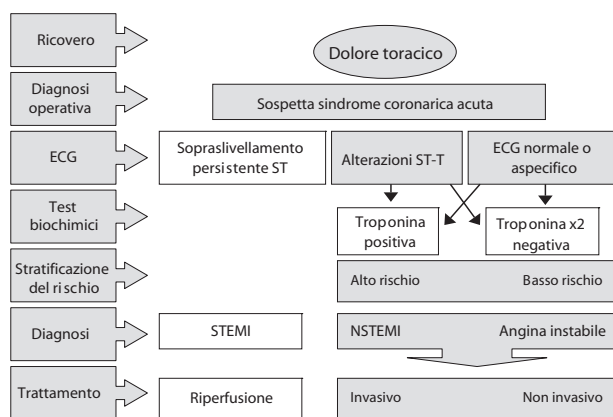 Ricovero
Dolore toracico
Diagnosi
operativa
Sospetta sindrome coronarica acuta
ECG
Sopraslivellamento
persistente ST
Alterazioni ST-T
ECG normale o
aspecifico
Test
biochimici
Troponina
positiva
Troponina x2
negativa
Stratificazione
del rischio
Alto rischio
Basso rischio
Diagnosi
STEMI
NSTEMI
Angina instabile
Trattamento
Riperfusione
Invasivo
Non invasivo